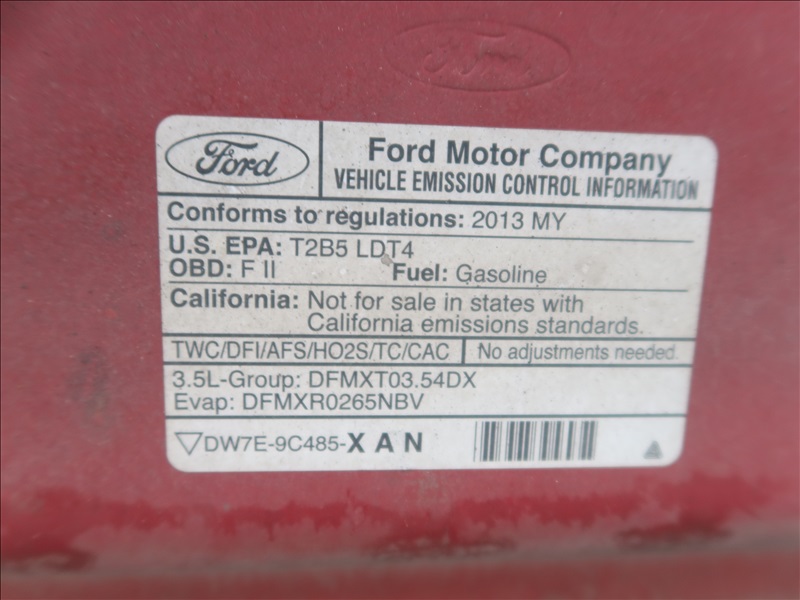 Ford
Ford
Ford Motor Company
VEHICLE EMISSION CONTROL INFORMATION
Conforms to regulations: 2013 MY
U.S. EPA: T2B5 LDT4
OBD: F II Fuel: Gasoline
California: Not for sale in states with
California emissions standards.
TWC/DFI/AFS/HO2S/TC/CAC No adjustments needed.
3.5L-Group: DFMXT03.54DX
Evap: DFMXR0265NBV
DW7E-9C485-X A N